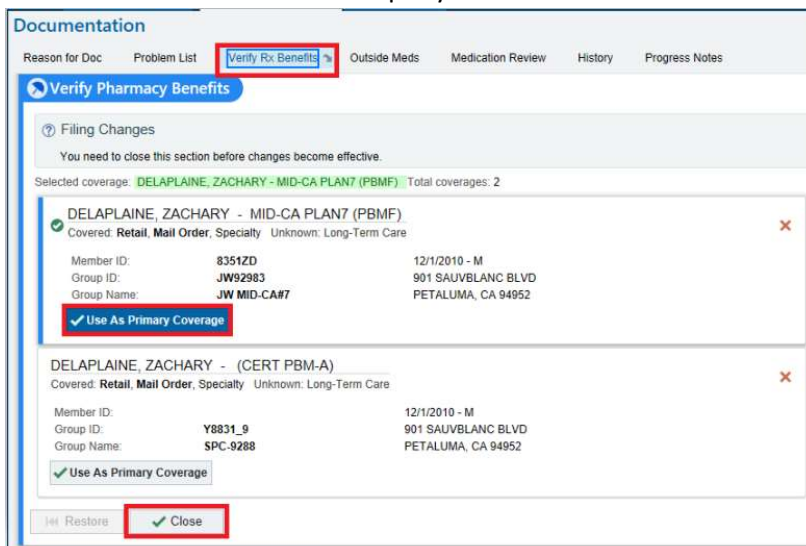 Documentation
Reason for Doc Problem List Verify Rx Benefits Outside Meds Medication Review History Progress Notes
Verify Pharmacy Benefits
Filing Changes
You need to close this section before changes become effective.
Selected coverage: DELAPLAINE, ZACHARY - MID-CA PLAN7 (PBMF) Total coverages: 2
DELAPLAINE, ZACHARY - MID-CA PLAN7 (PBMF)
Covered: Retail, Mail Order, Specialty Unknown: Long-Term Care
Member ID: 8351ZD 12/1/2010 - M
Group ID: JW92983 901 SAUVBLANC BLVD
Group Name: JW MID-CA#7 PETALUMA, CA 94952
Use As Primary Coverage
DELAPLAINE, ZACHARY - (CERT PBM-A)
Covered: Retail, Mail Order, Specialty Unknown: Long-Term Care
Member ID: 12/1/2010 - M
Group ID: Y8831_9 901 SAUVBLANC BLVD
Group Name: SPC-9288 PETALUMA, CA 94952
Use As Primary Coverage
Restore Close